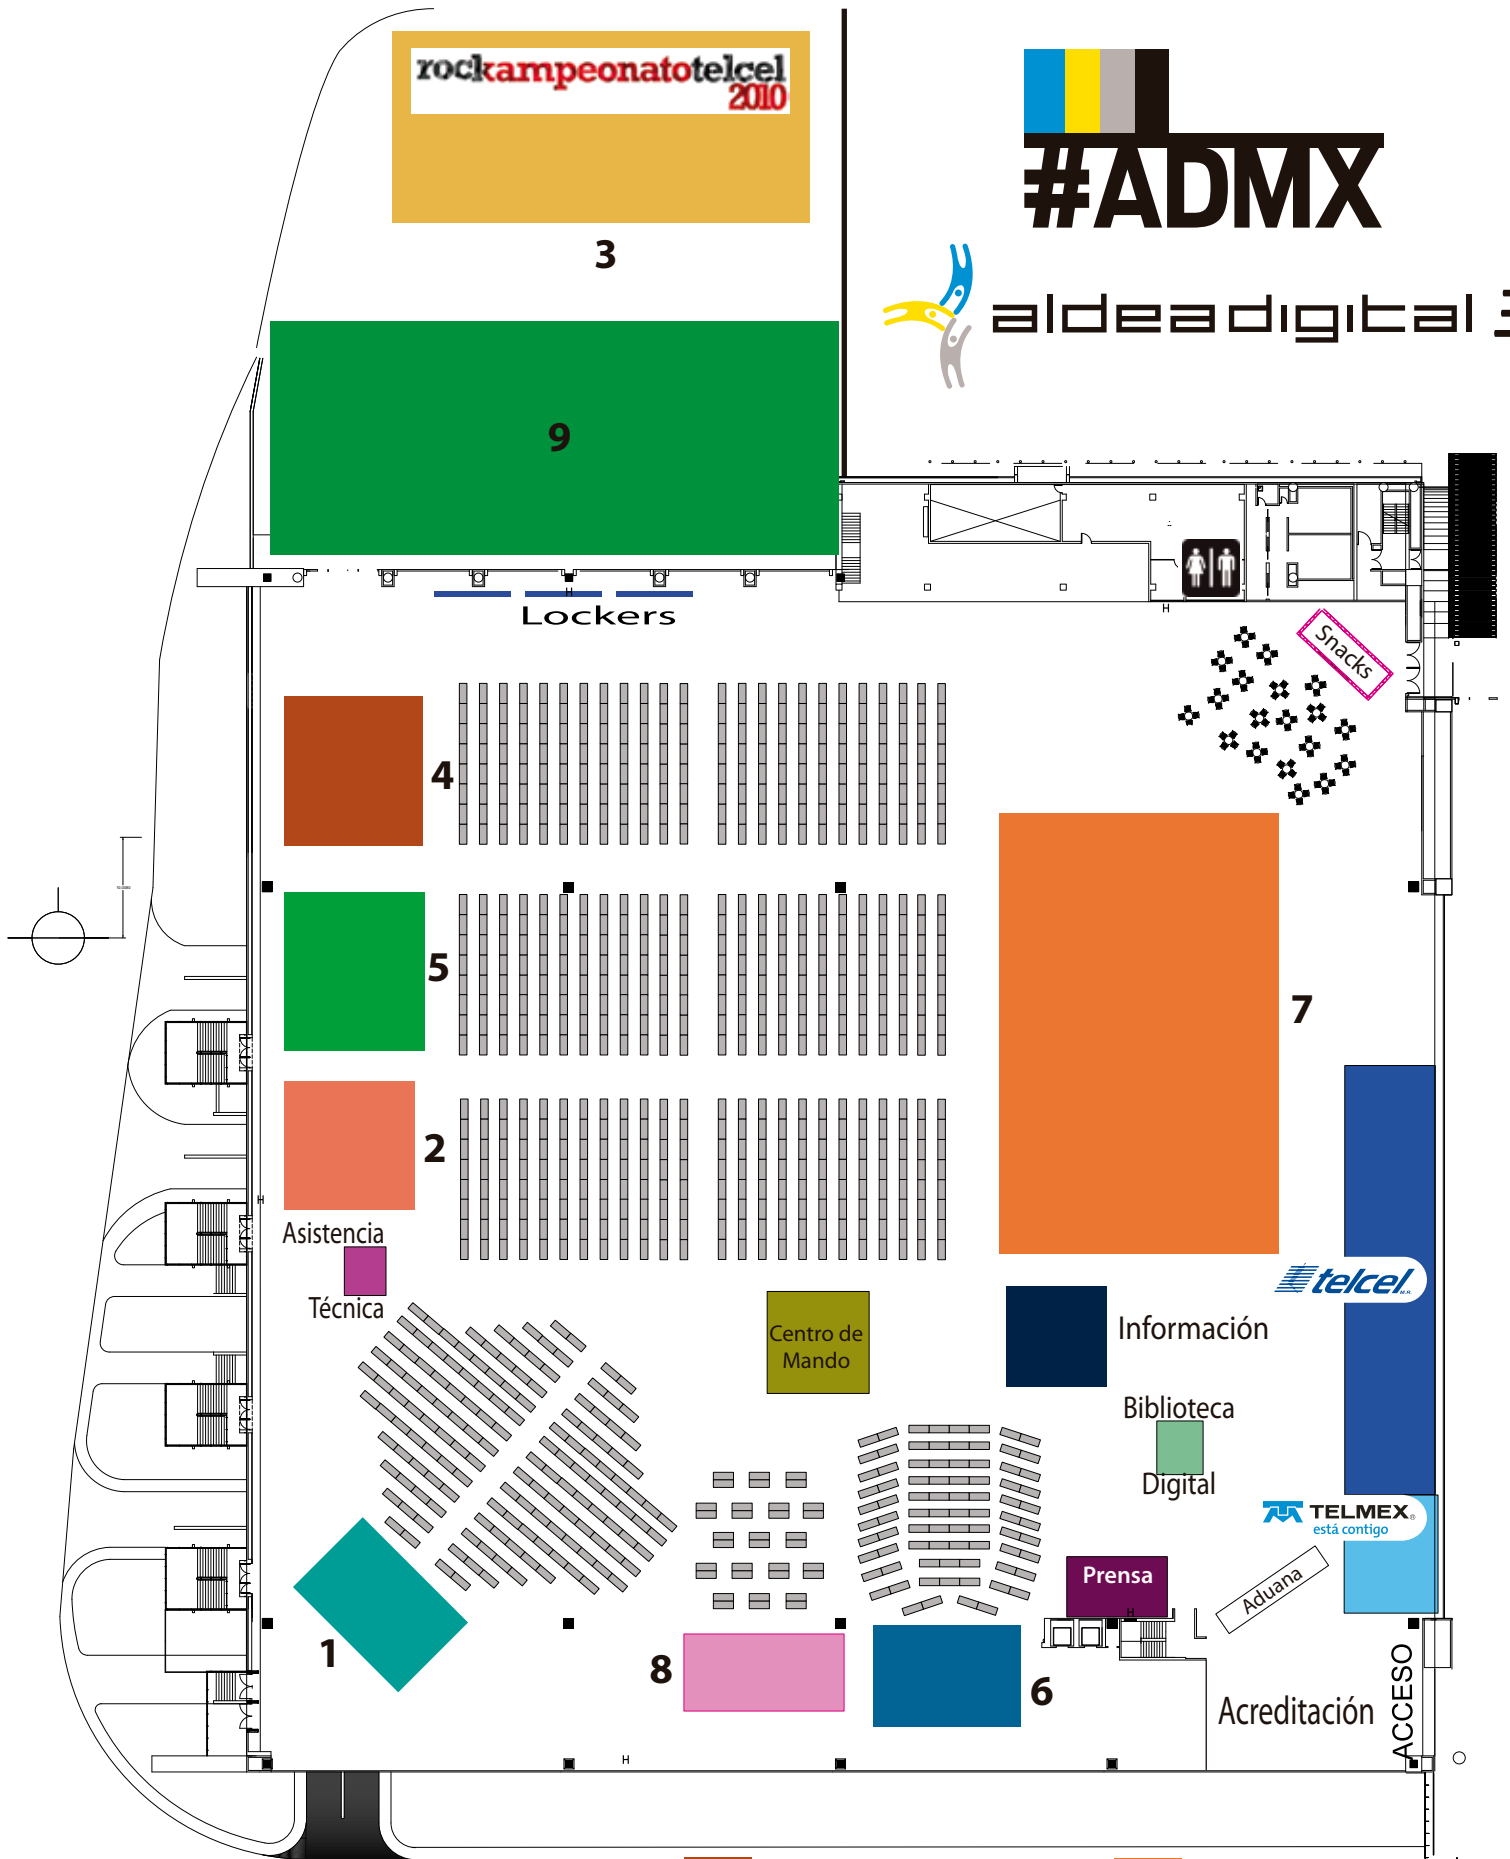 rockampeonatotelcel
2010
#ADMX
aldeadigital 3
3
9
Lockers
Snacks
4
5
7
2
Asistencia
Técnica
telcel
M.R.
Centro de
Mando
Información
Biblioteca
Digital
TELMEX®
está contigo
Prensa
Aduana
1
8
6
Acreditación
ACCESO
H
H
H
H
H